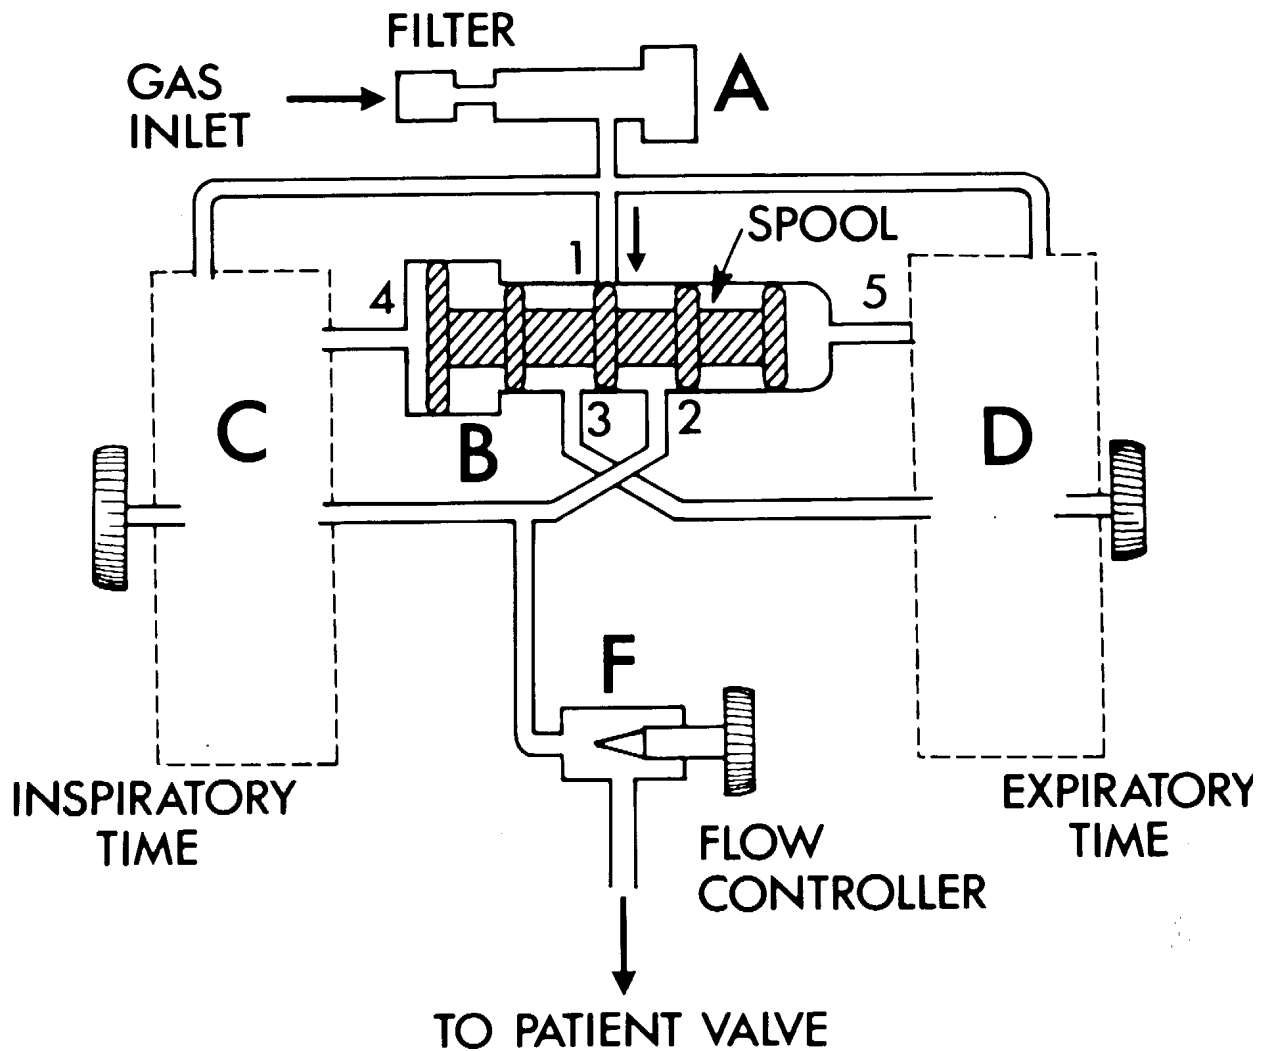 FILTER
GAS
INLET
A
SPOOL
1
4
5
C
3
2
B
D
F
INSPIRATORY
TIME
EXPIRATORY
TIME
FLOW
CONTROLLER
TO PATIENT VALVE